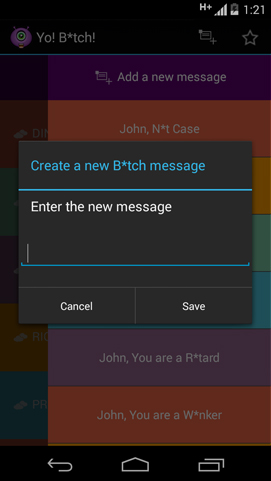 H+ 1:21
Yo! B*tch!
Add a new message
John, N*t Case
Create a new B*tch message
Enter the new message
Cancel Save
John, You are a R*tard
John, You are a W*nker